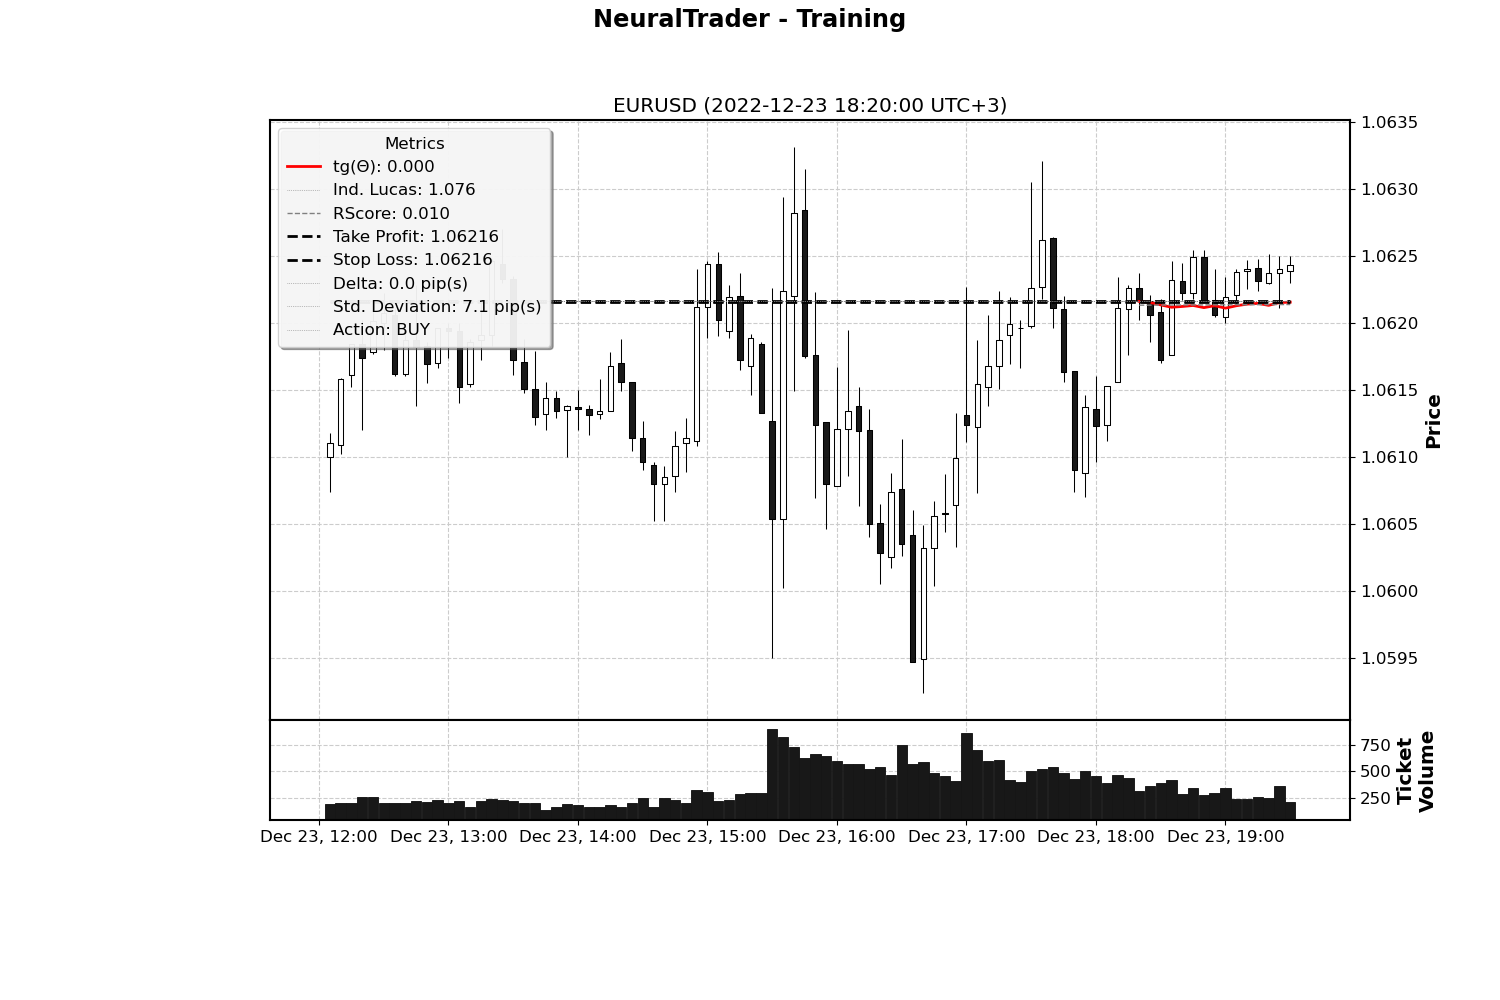 NeuralTrader - Training
EURUSD (2022-12-23 18:20:00 UTC+3)
Metrics
tg(Θ): 0.000
Ind. Lucas: 1.076
RScore: 0.010
Take Profit: 1.06216
Stop Loss: 1.06216
Delta: 0.0 pip(s)
Std. Deviation: 7.1 pip(s)
Action: BUY
1.0635
1.0630
1.0625
1.0620
1.0615
1.0610
1.0605
1.0600
1.0595
Price
750
500
250
Ticket
Volume
Dec 23, 12:00
Dec 23, 13:00
Dec 23, 14:00
Dec 23, 15:00
Dec 23, 16:00
Dec 23, 17:00
Dec 23, 18:00
Dec 23, 19:00